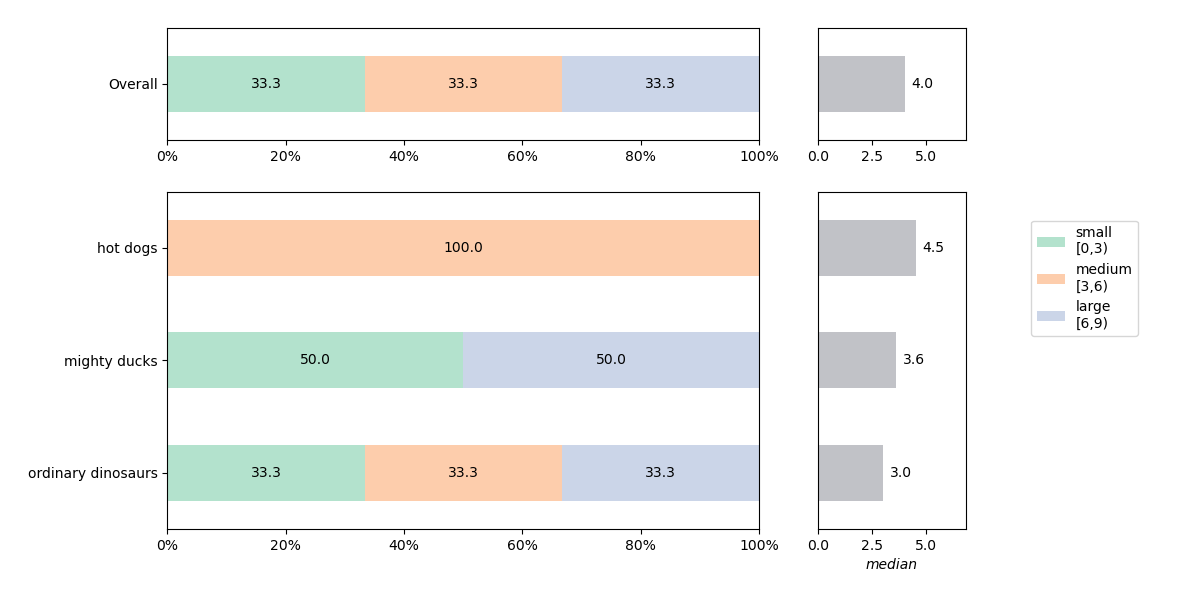 Overall
33.3 33.3 33.3
0% 20% 40% 60% 80% 100%
4.0
0.0 2.5 5.0
hot dogs
100.0
mighty ducks
50.0 50.0
ordinary dinosaurs
33.3 33.3 33.3
0% 20% 40% 60% 80% 100%
4.5
3.6
3.0
0.0 2.5 5.0
median
small
[0,3)
medium
[3,6)
large
[6,9)